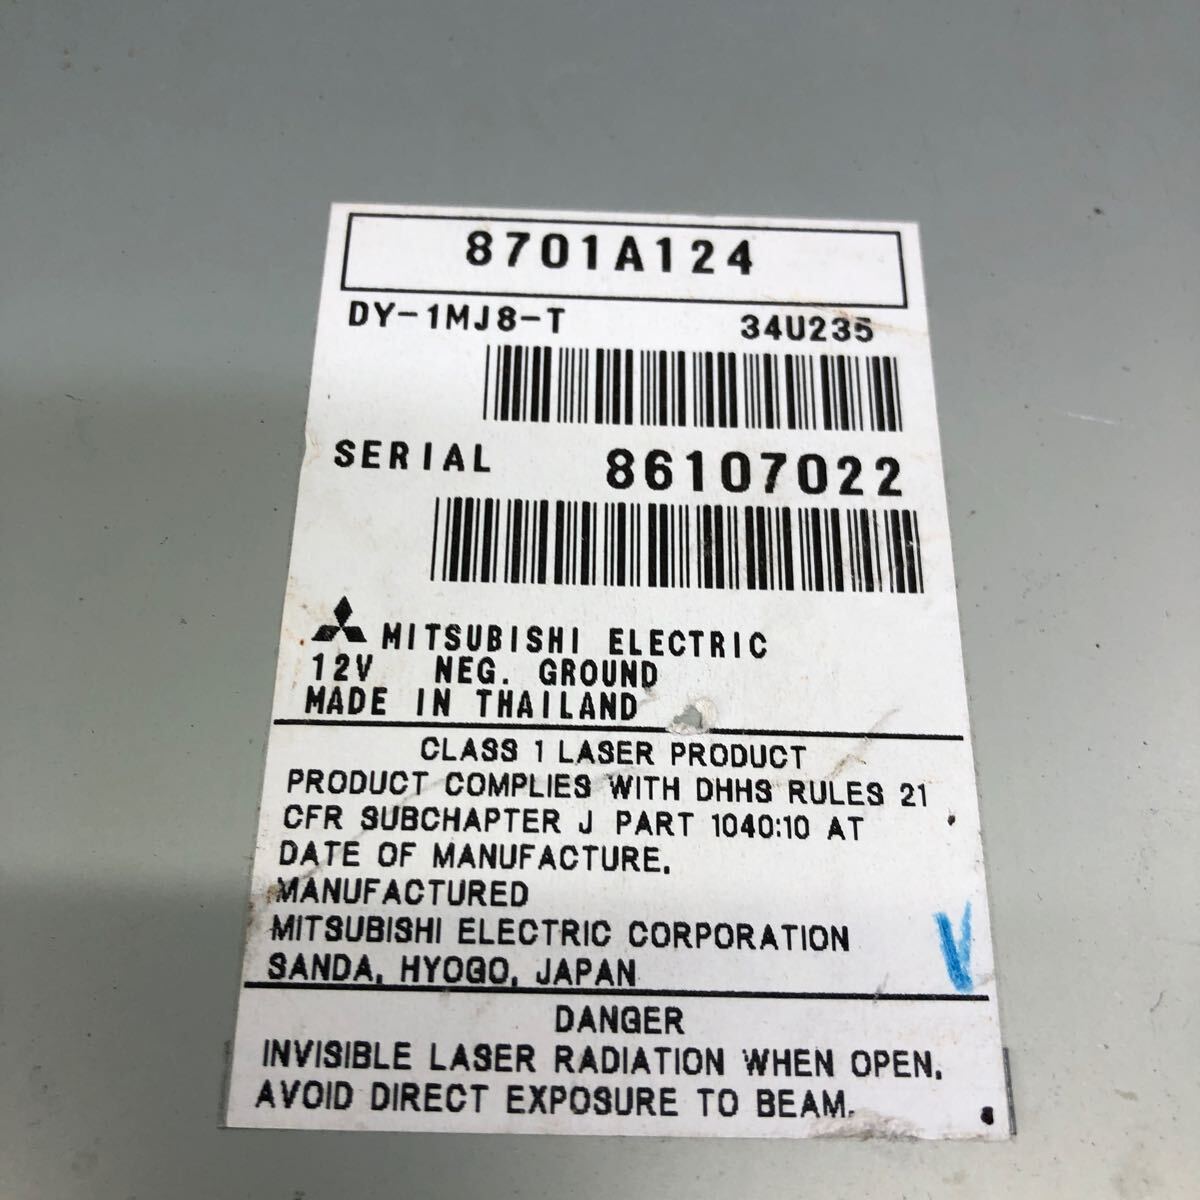 8701A124
DY-1MJ8-T 34U235
SERIAL 86107022
MITSUBISHI ELECTRIC
12V NEG. GROUND
MADE IN THAILAND
CLASS 1 LASER PRODUCT
PRODUCT COMPLIES WITH DHHS RULES 21
CFR SUBCHAPTER J PART 1040:10 AT
DATE OF MANUFACTURE.
MANUFACTURED
MITSUBISHI ELECTRIC CORPORATION
SANDA, HYOGO, JAPAN
DANGER
INVISIBLE LASER RADIATION WHEN OPEN.
AVOID DIRECT EXPOSURE TO BEAM.